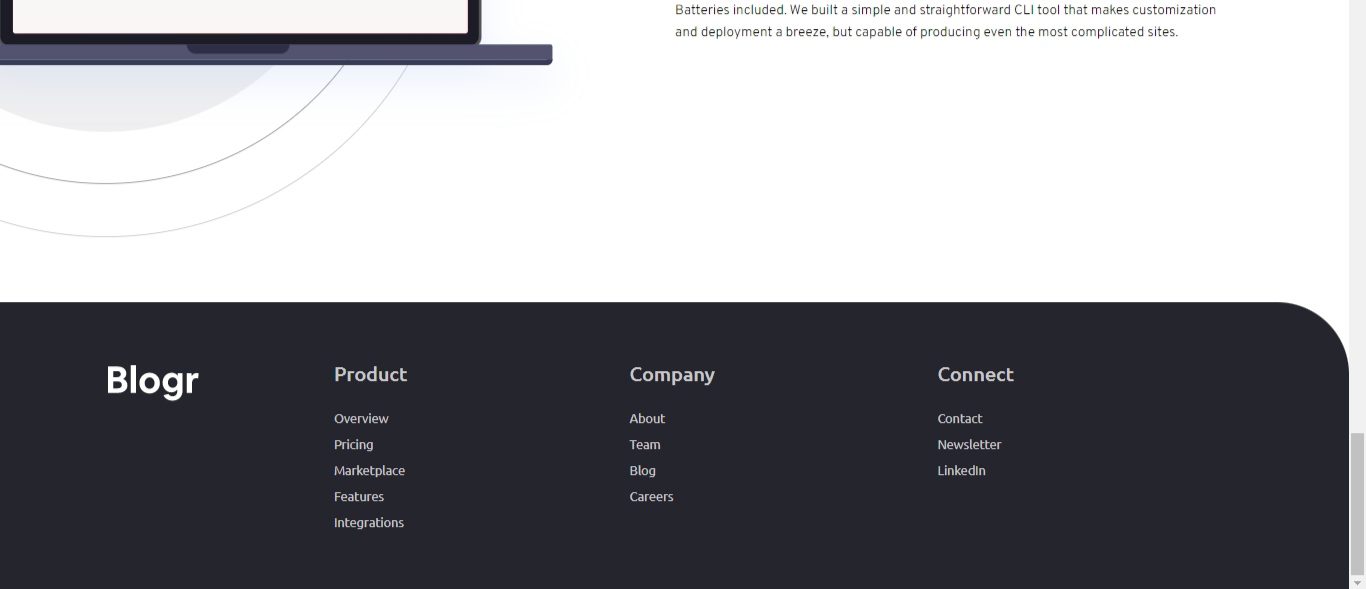 Batteries included. We built a simple and straightforward CLI tool that makes customization
and deployment a breeze, but capable of producing even the most complicated sites.
Blogr
Product
Overview
Pricing
Marketplace
Features
Integrations
Company
About
Team
Blog
Careers
Connect
Contact
Newsletter
LinkedIn